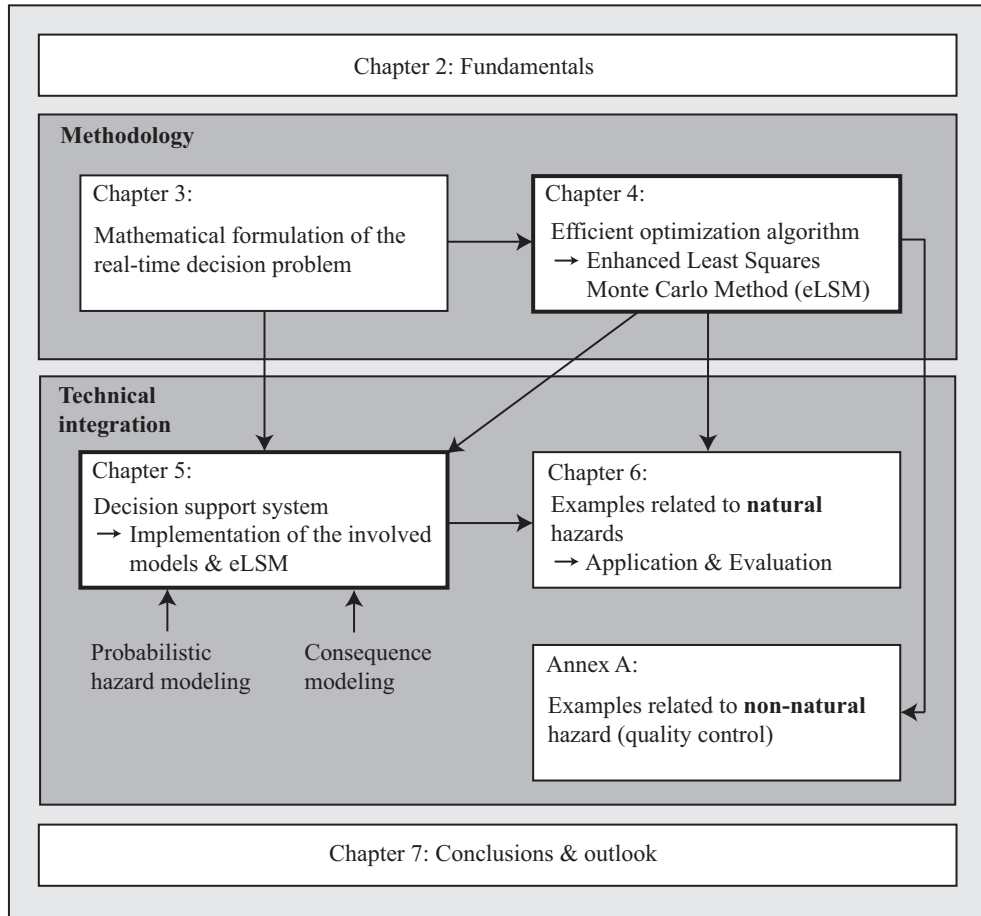 Chapter 2: Fundamentals
Methodology
Chapter 3:
Mathematical formulation of the
real-time decision problem
Chapter 4:
Efficient optimization algorithm
→ Enhanced Least Squares
Monte Carlo Method (eLSM)
Technical
integration
Chapter 5:
Decision support system
→ Implementation of the involved
models & eLSM
Probabilistic
hazard modeling
Consequence
modeling
Chapter 6:
Examples related to natural
hazards
→ Application & Evaluation
Annex A:
Examples related to non-natural
hazard (quality control)
Chapter 7: Conclusions & outlook